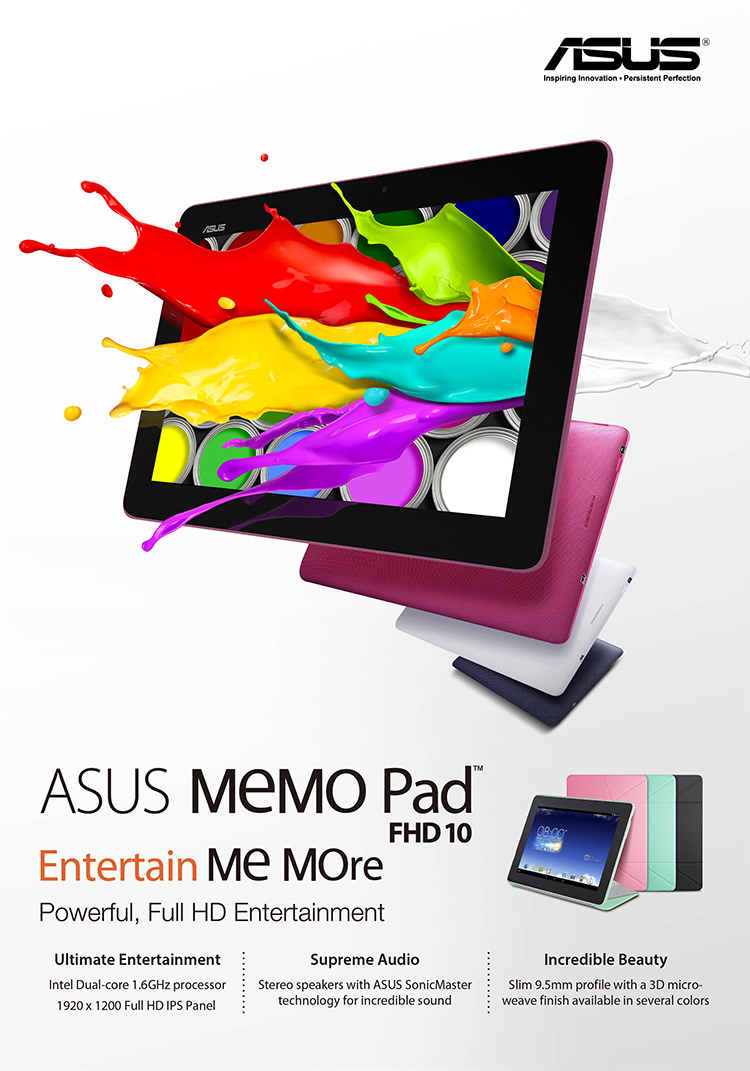 ASUS®
Inspiring Innovation • Persistent Perfection
ASUS
ASUS MeMO Pad™
FHD 10
Entertain Me MOre
08:00
Powerful, Full HD Entertainment
Ultimate Entertainment
Intel Dual-core 1.6GHz processor
1920 x 1200 Full HD IPS Panel
Supreme Audio
Stereo speakers with ASUS SonicMaster
technology for incredible sound
Incredible Beauty
Slim 9.5mm profile with a 3D micro-
weave finish available in several colors